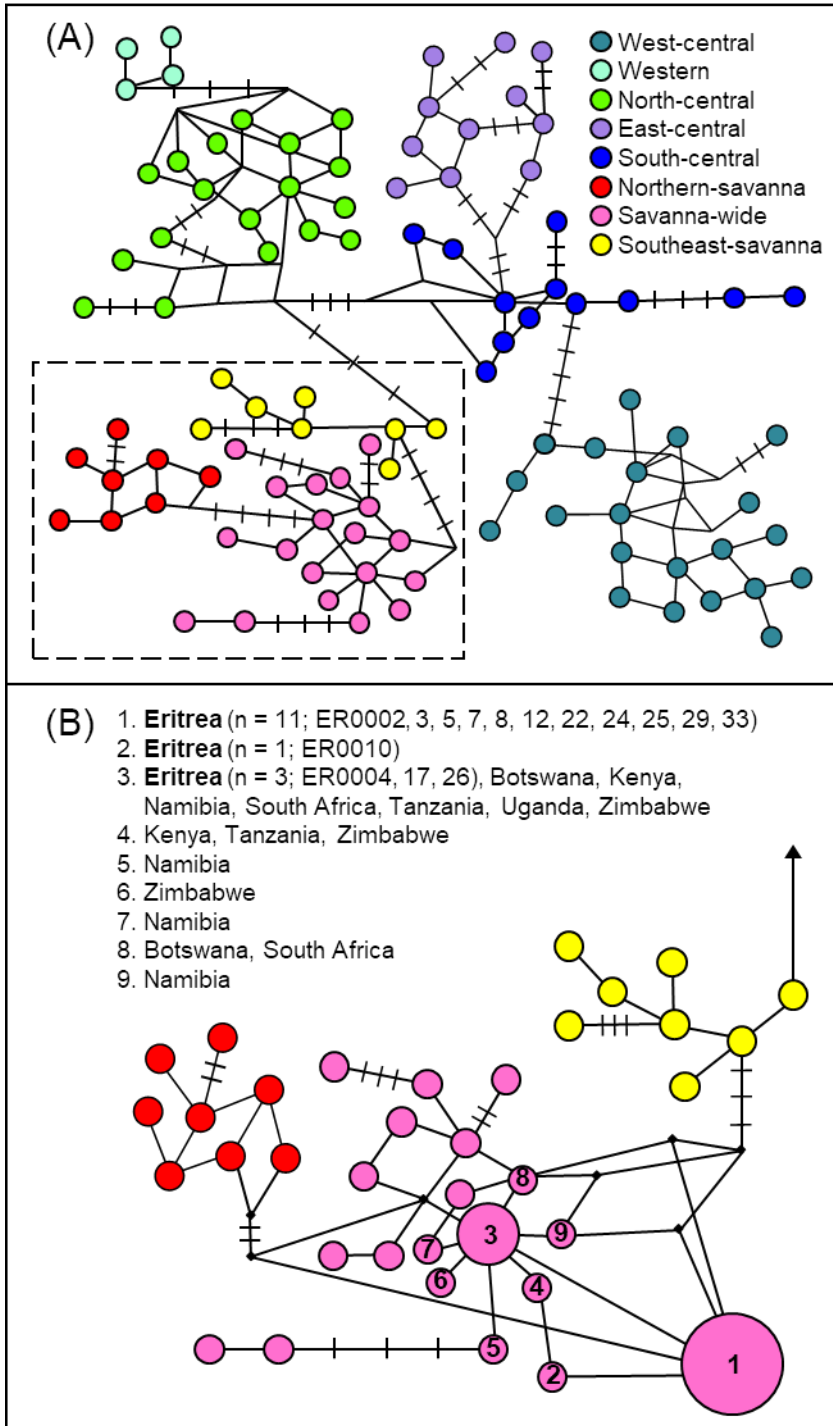 (A)
West-central
Western
North-central
East-central
South-central
Northern-savanna
Savanna-wide
Southeast-savanna
(B)
1. Eritrea (n = 11; ER0002, 3, 5, 7, 8, 12, 22, 24, 25, 29, 33)
2. Eritrea (n = 1; ER0010)
3. Eritrea (n = 3; ER0004, 17, 26), Botswana, Kenya,
Namibia, South Africa, Tanzania, Uganda, Zimbabwe
4. Kenya, Tanzania, Zimbabwe
5. Namibia
6. Zimbabwe
7. Namibia
8. Botswana, South Africa
9. Namibia
8
3
9
7
6
4
5
2
1